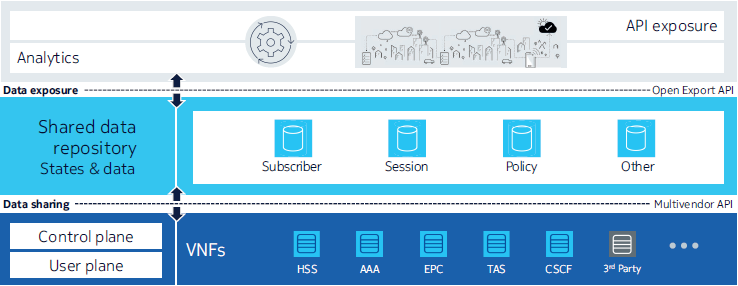 API exposure
Analytics
Data exposure
Open Export API
Shared data
repository
States & data
Subscriber
Session
Policy
Other
Data sharing
Multivendor API
Control plane
User plane
VNFs
HSS
AAA
EPC
TAS
CSCF
3rd Party